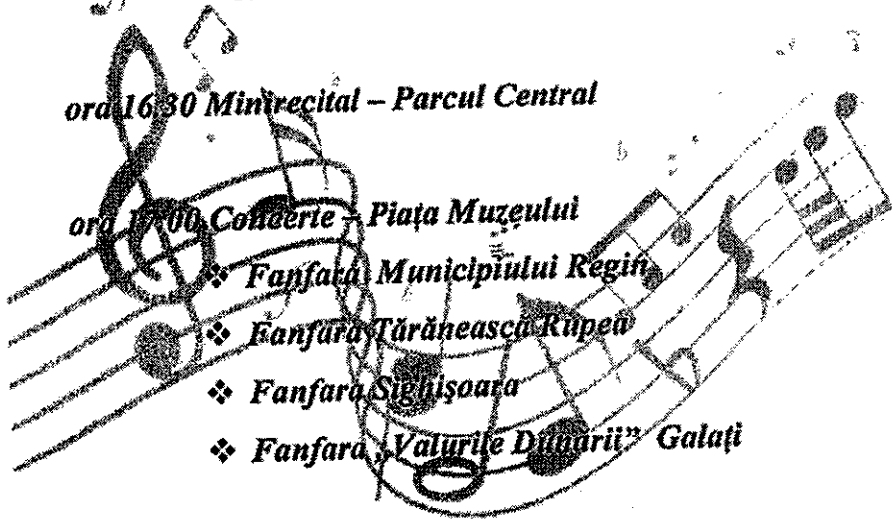 ora 16,30 Minirecital – Parcul Central
ora 17,00 Concerte – Piața Muzeului
❖ Fanfara Municipiului Regin
❖ Fanfara Țărănească Rupea
❖ Fanfara Sighișoara
❖ Fanfara „Valurile Dunării” Galați